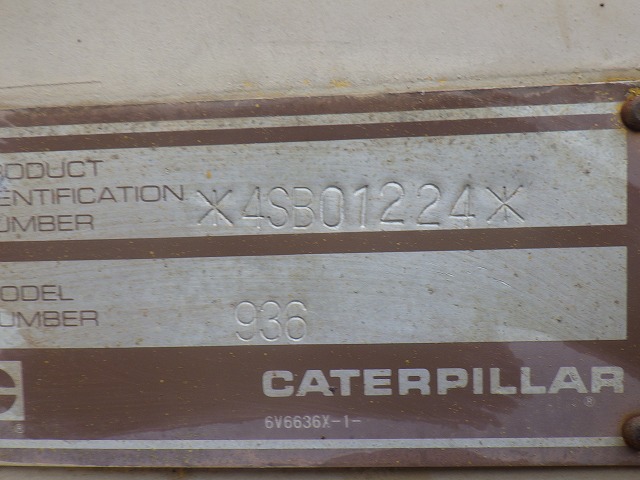 RODUCT
ENTIFICATION
UMBER
*4SB01224*
ODEL
UMBER
936
C
®
CATERPILLAR®
6V6636X-1-